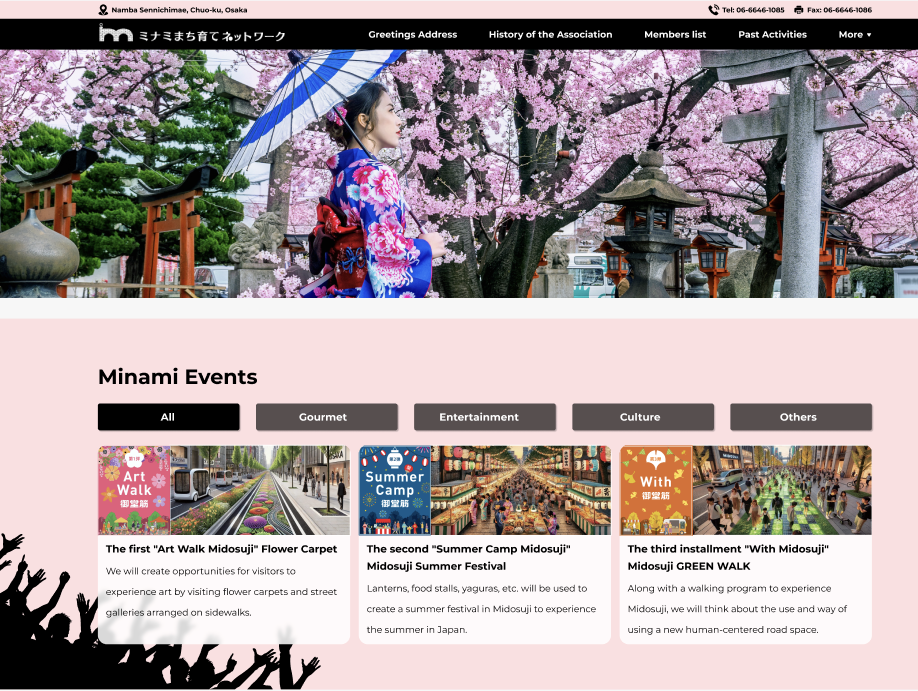 Namba Sennichimae, Chuo-ku, Osaka
Tel: 06-6646-1085
Fax: 06-6646-1086
ミナミまち育てネットワーク
Greetings Address
History of the Association
Members list
Past Activities
More ▾
Minami Events
All
Gourmet
Entertainment
Culture
Others
第1弾
Art
Walk
御堂筋
The first "Art Walk Midosuji" Flower Carpet
We will create opportunities for visitors to
experience art by visiting flower carpets and street
galleries arranged on sidewalks.
第2弾
Summer
Camp
御堂筋
The second "Summer Camp Midosuji"
Midosuji Summer Festival
Lanterns, food stalls, yaguras, etc. will be used to
create a summer festival in Midosuji to experience
the summer in Japan.
第3弾
With
御堂筋
The third installment "With Midosuji"
Midosuji GREEN WALK
Along with a walking program to experience
Midosuji, we will think about the use and way of
using a new human-centered road space.